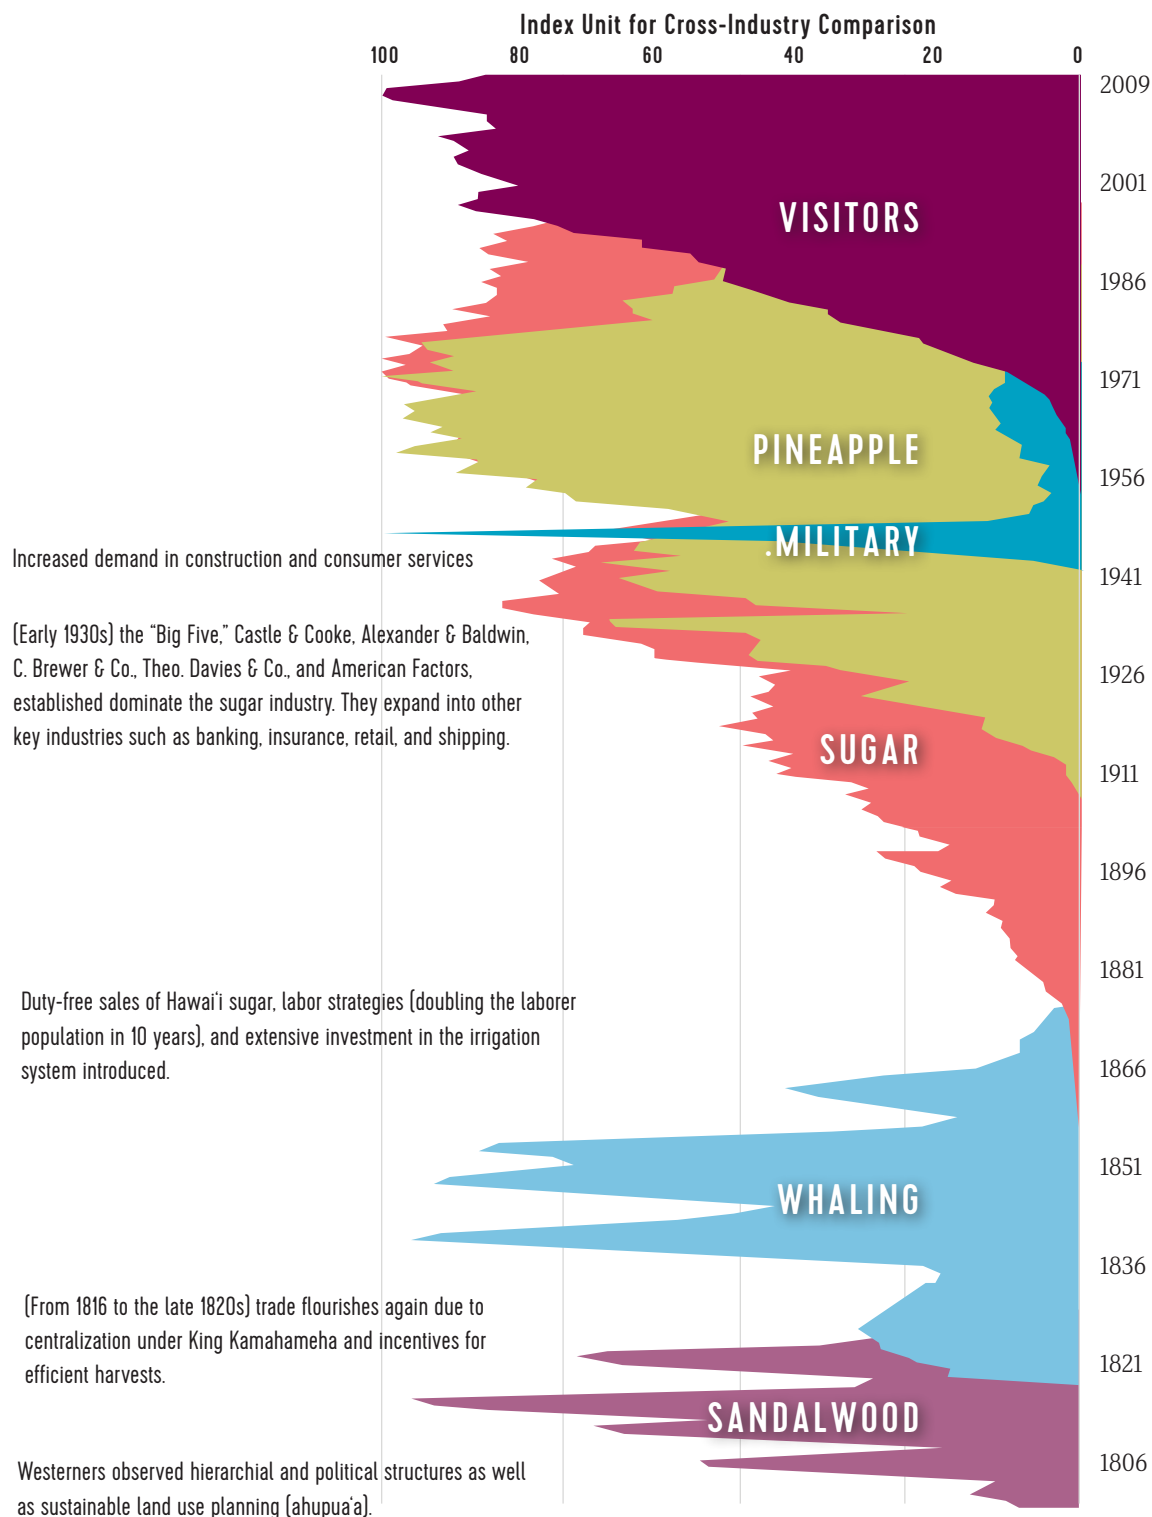 Index Unit for Cross-Industry Comparison
100 80 60 40 20 0
2009
2001
VISITORS
1986
1971
PINEAPPLE
1956
.MILITARY
Increased demand in construction and consumer services
1941
(Early 1930s) the “Big Five,” Castle & Cooke, Alexander & Baldwin,
C. Brewer & Co., Theo. Davies & Co., and American Factors,
established dominate the sugar industry. They expand into other
key industries such as banking, insurance, retail, and shipping.
1926
SUGAR
1911
1896
1881
Duty-free sales of Hawaiʻi sugar, labor strategies (doubling the laborer
population in 10 years), and extensive investment in the irrigation
system introduced.
1866
1851
WHALING
1836
(From 1816 to the late 1820s) trade flourishes again due to
centralization under King Kamahameha and incentives for
efficient harvests.
1821
SANDALWOOD
1806
Westerners observed hierarchial and political structures as well
as sustainable land use planning (ahupuaʻa).